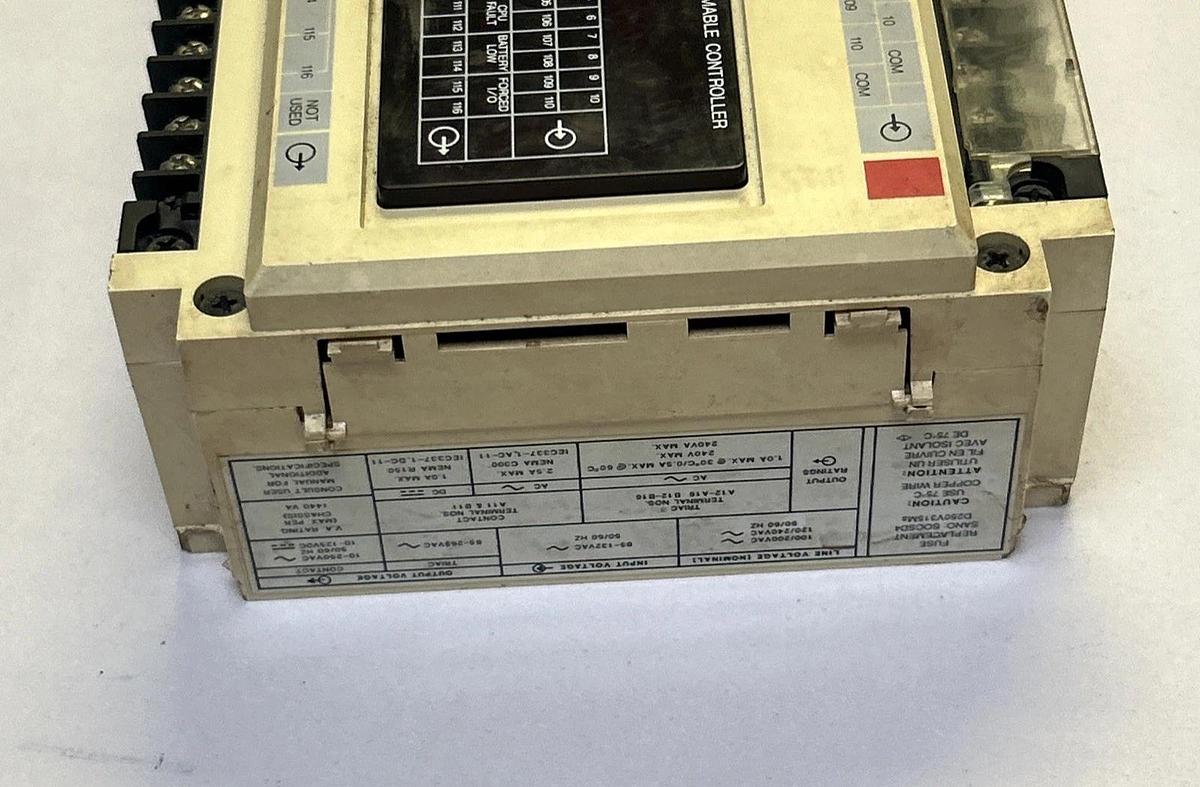 115
116
NOT
USED
111
112
113
114
115
116
CPU
FAULT
BATTERY
LOW
FORCED
I/O
106
107
108
109
110
6
7
8
9
10
MABLE CONTROLLER
09
110
COM
10
COM
LINE VOLTAGE [NOMINAL]
100/200VAC
120/240VAC
50/60 HZ
INPUT VOLTAGE
85-132VAC
50/60 HZ
OUTPUT VOLTAGE
TRIAC
85-265VAC
CONTACT
10-250VAC
50/60 HZ
10-125VDC
OUTPUT
RATINGS
TRIAC
TERMINAL NOS.
A12-A16 B12-B16
CONTACT
TERMINAL NOS.
A11 & B11
V.A. RATING
(MAX PER
CHASSIS)
1440 VA
AC
1.0A MAX. @ 30°C/0.5A MAX. @ 60°C
240V MAX.
240VA MAX.
AC
2.5A MAX.
NEMA C300
IEC337-1,AC-11
DC
1.0A MAX
NEMA R150
IEC337-1,DC-11
CONSULT USER
MANUAL FOR
ADDITIONAL
SPECIFICATIONS.
FUSE
REPLACEMENT
SANO. SOCSD4
D250V315Ma
CAUTION:
USE 75°C
COPPER WIRE
ATTENTION:
UTILISER UN
FIL EN CUIVRE
AVEC ISOLANT
DE 75°C